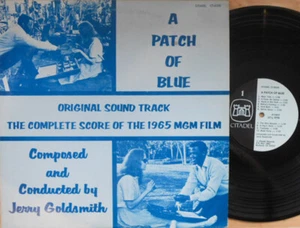 A
PATCH
OF
BLUE
ORIGINAL SOUND TRACK
THE COMPLETE SCORE OF THE 1965 MGM FILM
Composed
and
Conducted by
Jerry Goldsmith
CITADEL